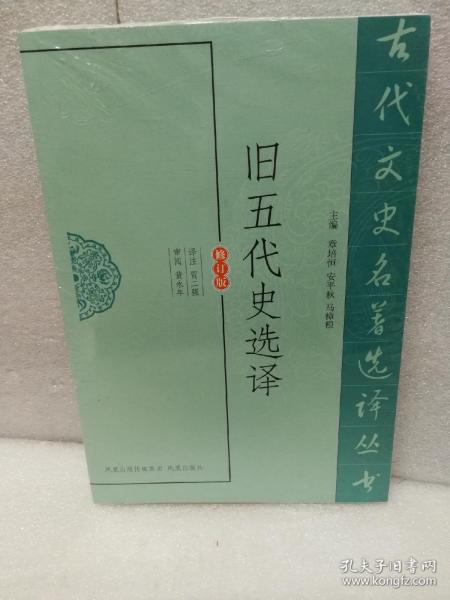 古代文史名著选译丛书
主编 章培恒 安平秋 马樟根
旧五代史选译
修订版
译注 贾二强
审阅 黄永年
凤凰出版传媒集团 凤凰出版社
孔夫子旧书网
www.kongfz.com